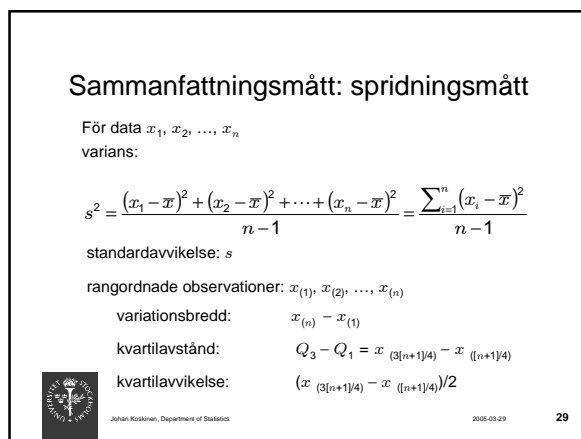 Sammanfattningsmått: spridningsmått
För data x₁, x₂, ..., xₙ
varians:
s² = (x₁ − x̅)² + (x₂ − x̅)² + ⋯ + (xₙ − x̅)² / n − 1 = ∑ⁿᵢ₌₁(xᵢ − x̅)² / n − 1
standardavvikelse: s
rangordnade observationer: x₍₁₎, x₍₂₎, ..., x₍ₙ₎
variationsbredd: x₍ₙ₎ − x₍₁₎
kvartilavstånd: Q₃ − Q₁ = x (3[n+1]/4) − x ([n+1]/4)
kvartilavvikelse: (x (3[n+1]/4) − x ([n+1]/4))/2
STOCKHOLMS UNIVERSITET
Johan Koskinen, Department of Statistics 2005-03-29 29